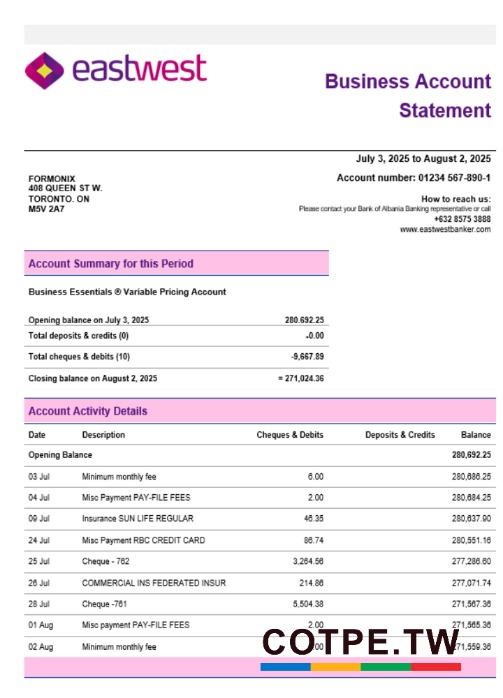 eastwest
Business Account
Statement
July 3, 2025 to August 2, 2025
FORMONIX
408 QUEEN ST W.
TORONTO. ON
M5V 2A7
Account number: 01234 567-890-1
How to reach us:
Please contact your Bank of Albania Banking representative or call
+632 8575 3888
www.eastwestbanker.com
Account Summary for this Period
Business Essentials ® Variable Pricing Account
Opening balance on July 3, 2025 280.692.25
Total deposits & credits (0) -0.00
Total cheques & debits (10) -9,667.89
Closing balance on August 2, 2025 = 271,024.36
Account Activity Details
Date Description Cheques & Debits Deposits & Credits Balance
Opening Balance 280,692.25
03 Jul Minimum monthly fee 6.00 280,686.25
04 Jul Misc Payment PAY-FILE FEES 2.00 280,684.25
09 Jul Insurance SUN LIFE REGULAR 46.35 280,637.90
24 Jul Misc Payment RBC CREDIT CARD 86.74 280,551.16
25 Jul Cheque - 762 3,264.56 277,286.60
26 Jul COMMERCIAL INS FEDERATED INSUR 214.86 277,071.74
28 Jul Cheque -761 5,504.38 271,567.36
01 Aug Misc payment PAY-FILE FEES 2.00 271,565.36
02 Aug Minimum monthly fee
COTPE.TW